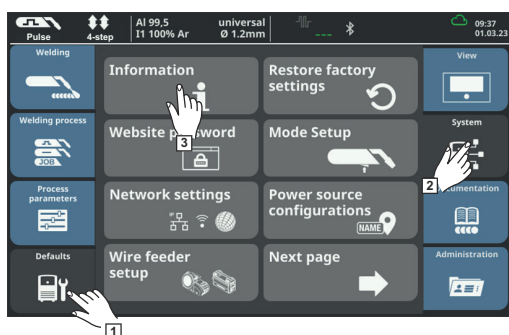 Pulse
4-step
Al 99,5 universal
I1 100% Ar Ø 1.2mm
---
09:37
01.03.23
Welding
Welding process
JOB
Process
parameters
Defaults
1
Information
3
Restore factory
settings
Website password
Mode Setup
Network settings
Power source
configurations
NAME
Wire feeder
setup
Next page
View
System
2
Documentation
Administration